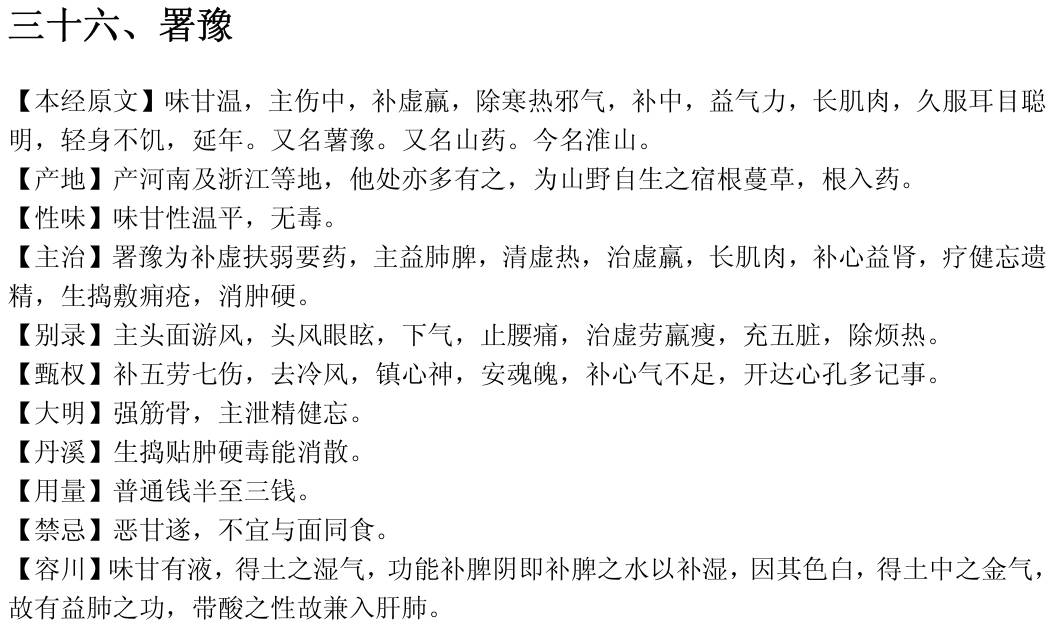 三十六、署豫
【本经原文】味甘温，主伤中，补虚羸，除寒热邪气，补中，益气力，长肌肉，久服耳目聪
明，轻身不饥，延年。又名薯豫。又名山药。今名淮山。
【产地】产河南及浙江等地，他处亦多有之，为山野自生之宿根蔓草，根入药。
【性味】味甘性温平，无毒。
【主治】署豫为补虚扶弱要药，主益肺脾，清虚热，治虚羸，长肌肉，补心益肾，疗健忘遗
精，生捣敷痈疮，消肿硬。
【别录】主头面游风，头风眼眩，下气，止腰痛，治虚劳羸瘦，充五脏，除烦热。
【甄权】补五劳七伤，去冷风，镇心神，安魂魄，补心气不足，开达心孔多记事。
【大明】强筋骨，主泄精健忘。
【丹溪】生捣贴肿硬毒能消散。
【用量】普通钱半至三钱。
【禁忌】恶甘遂，不宜与面同食。
【容川】味甘有液，得土之湿气，功能补脾阴即补脾之水以补湿，因其色白，得土中之金气，
故有益肺之功，带酸之性故兼入肝肺。